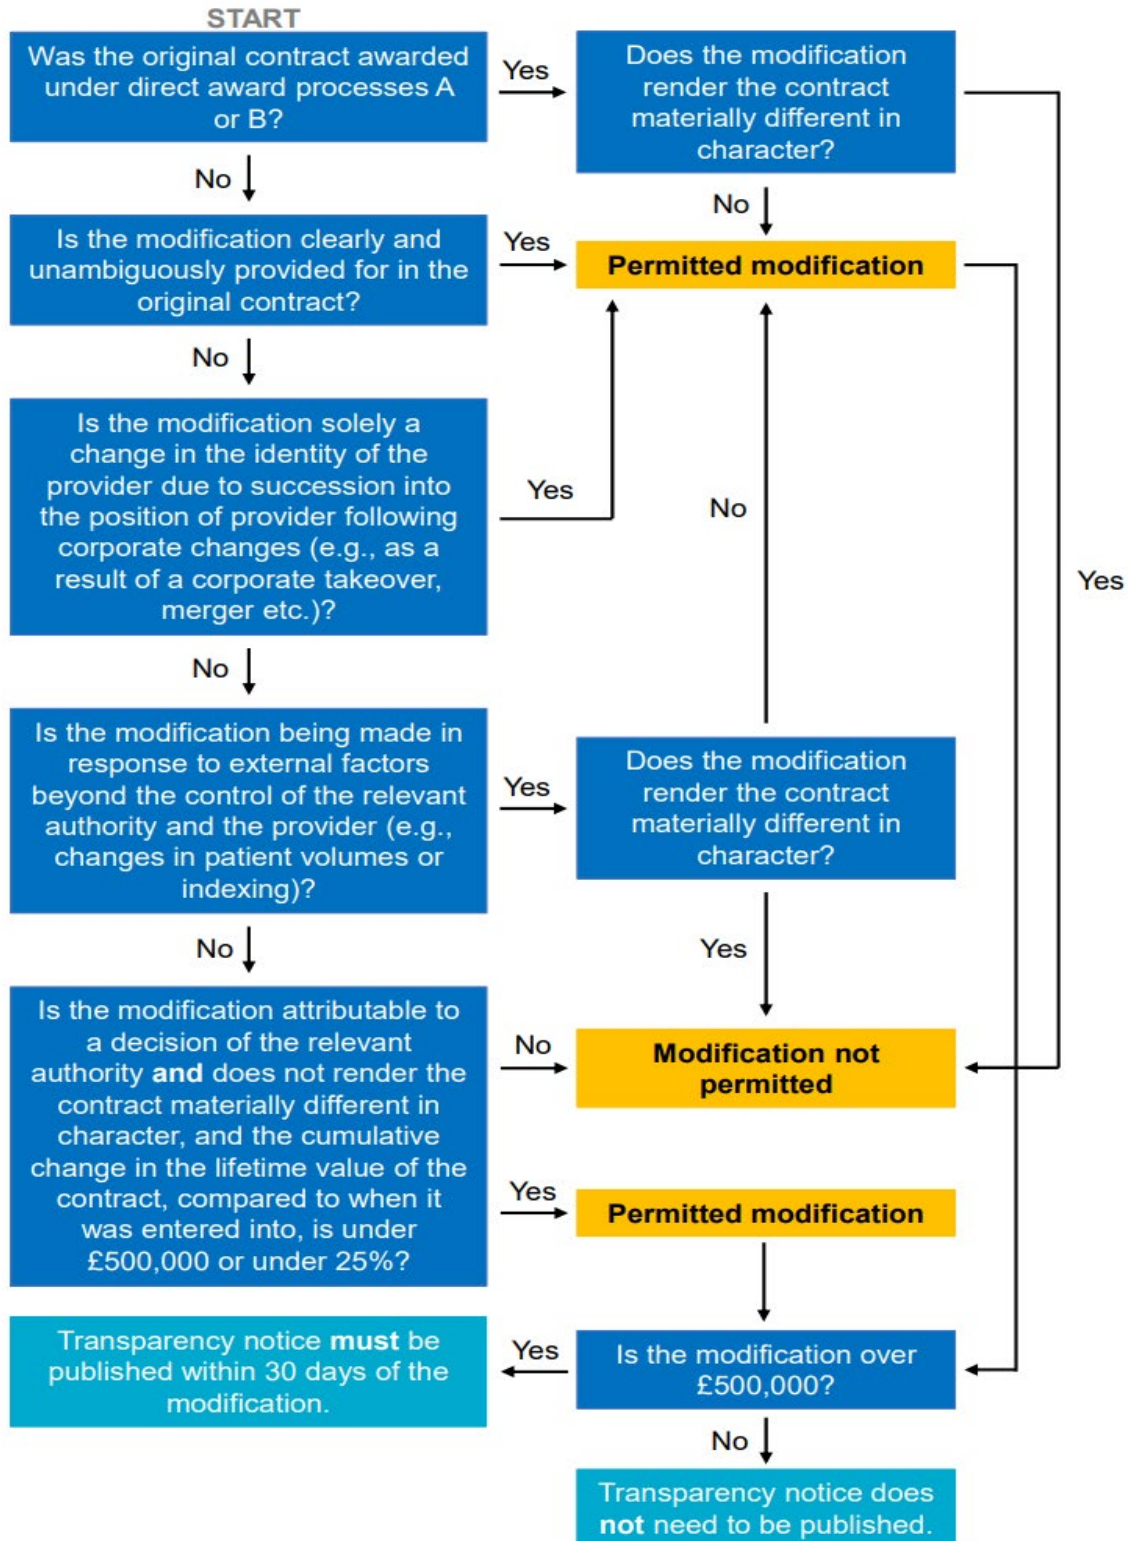 START
Was the original contract awarded
under direct award processes A
or B?
Yes
Does the modification
render the contract
materially different in
character?
No
No
Is the modification clearly and
unambiguously provided for in the
original contract?
Yes
Permitted modification
No
Is the modification solely a
change in the identity of the
provider due to succession into
the position of provider following
corporate changes (e.g., as a
result of a corporate takeover,
merger etc.)?
Yes
No
Yes
No
Is the modification being made in
response to external factors
beyond the control of the relevant
authority and the provider (e.g.,
changes in patient volumes or
indexing)?
Yes
Does the modification
render the contract
materially different in
character?
No
Yes
Is the modification attributable to
a decision of the relevant
authority and does not render the
contract materially different in
character, and the cumulative
change in the lifetime value of the
contract, compared to when it
was entered into, is under
£500,000 or under 25%?
No
Modification not
permitted
Yes
Permitted modification
Transparency notice must be
published within 30 days of the
modification.
Yes
Is the modification over
£500,000?
No
Transparency notice does
not need to be published.